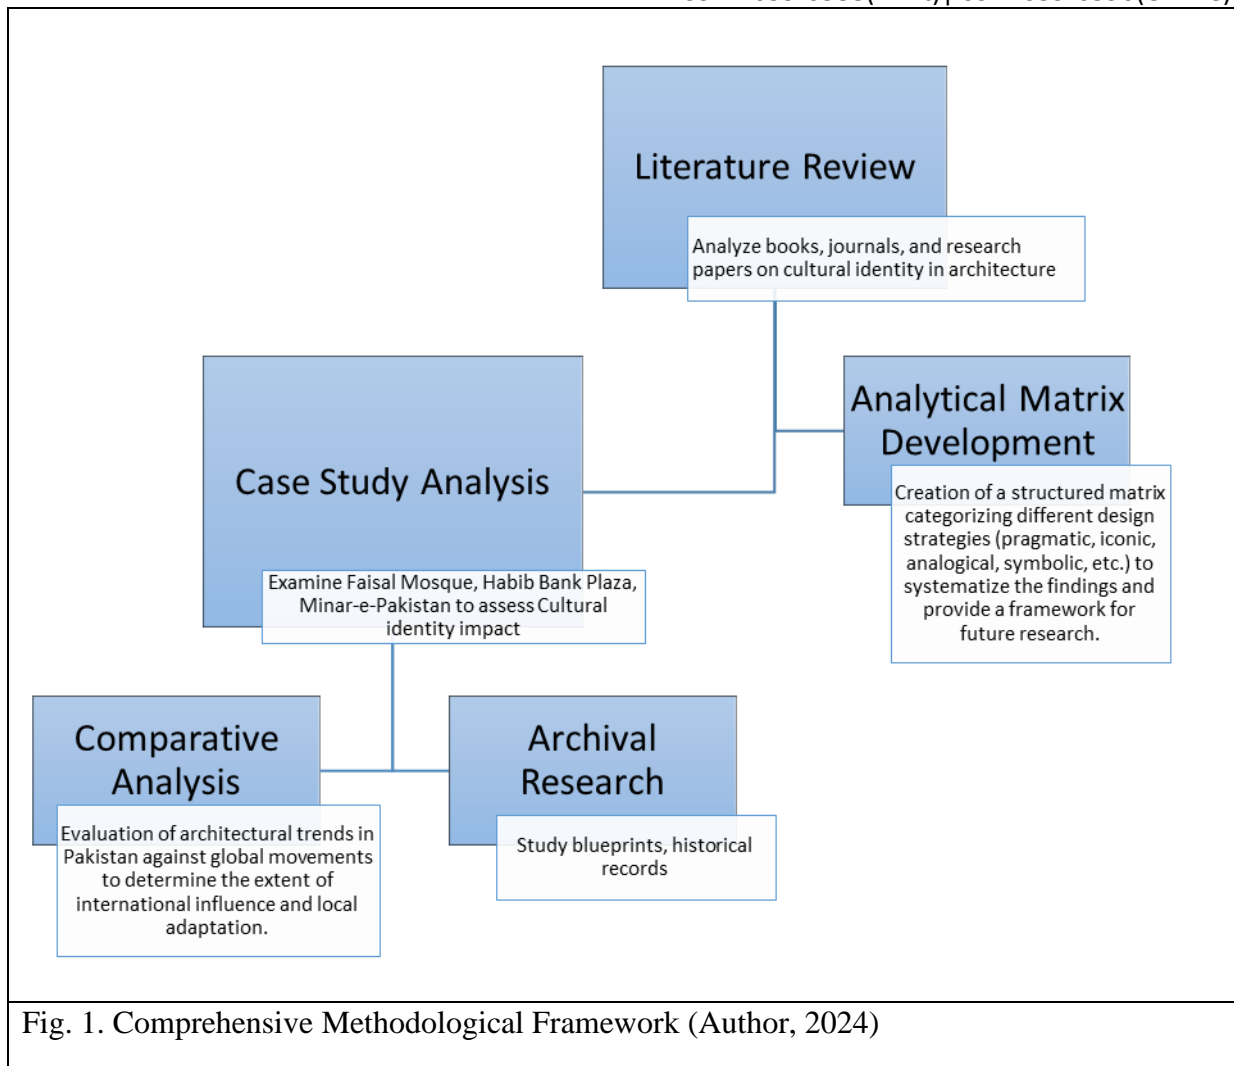 Literature Review
Analyze books, journals, and research
papers on cultural identity in architecture
Case Study Analysis
Examine Faisal Mosque, Habib Bank Plaza,
Minar-e-Pakistan to assess Cultural
identity impact
Analytical Matrix
Development
Creation of a structured matrix
categorizing different design
strategies (pragmatic, iconic,
analogical, symbolic, etc.) to
systematize the findings and
provide a framework for
future research.
Comparative
Analysis
Evaluation of architectural trends in
Pakistan against global movements
to determine the extent of
international influence and local
adaptation.
Archival
Research
Study blueprints, historical
records
Fig. 1. Comprehensive Methodological Framework (Author, 2024)